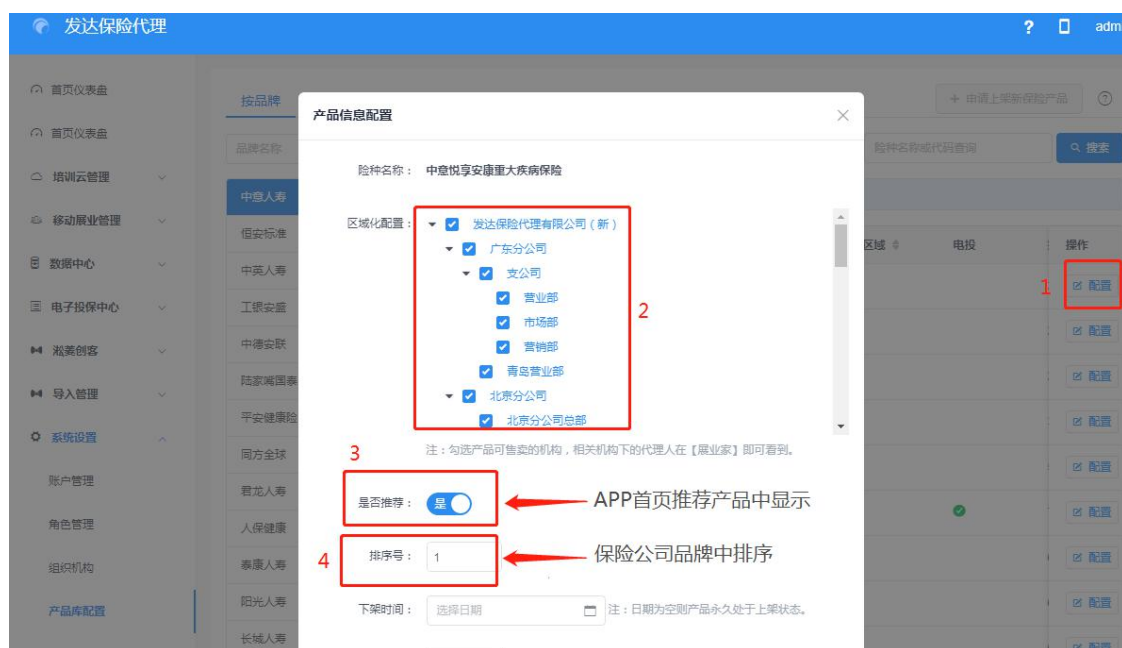 发达保险代理
? adm
首页仪表盘
首页仪表盘
培训云管理
移动展业管理
数据中心
电子投保中心
淞美创客
导入管理
系统设置
账户管理
角色管理
组织机构
产品库配置
按品牌
+ 申请上架新保险产品
品牌名称
险种名称或代码查询
搜索
中意人寿
恒安标准
中英人寿
工银安盛
中德安联
陆家嘴国泰
平安健康险
同方全球
君龙人寿
人保健康
泰康人寿
阳光人寿
长城人寿
区域
电投
操作
1
配置
配置
配置
配置
配置
配置
配置
配置
配置
产品信息配置
险种名称： 中意悦享安康重大疾病保险
区域化配置：
发达保险代理有限公司（新）
广东分公司
支公司
营业部
市场部
营销部
青岛营业部
北京分公司
北京分公司总部
2
注：勾选产品可售卖的机构，相关机构下的代理人在【展业家】即可看到。
3
是否推荐： 是
APP首页推荐产品中显示
4
排序号： 1
保险公司品牌中排序
下架时间： 选择日期
注：日期为空则产品永久处于上架状态。